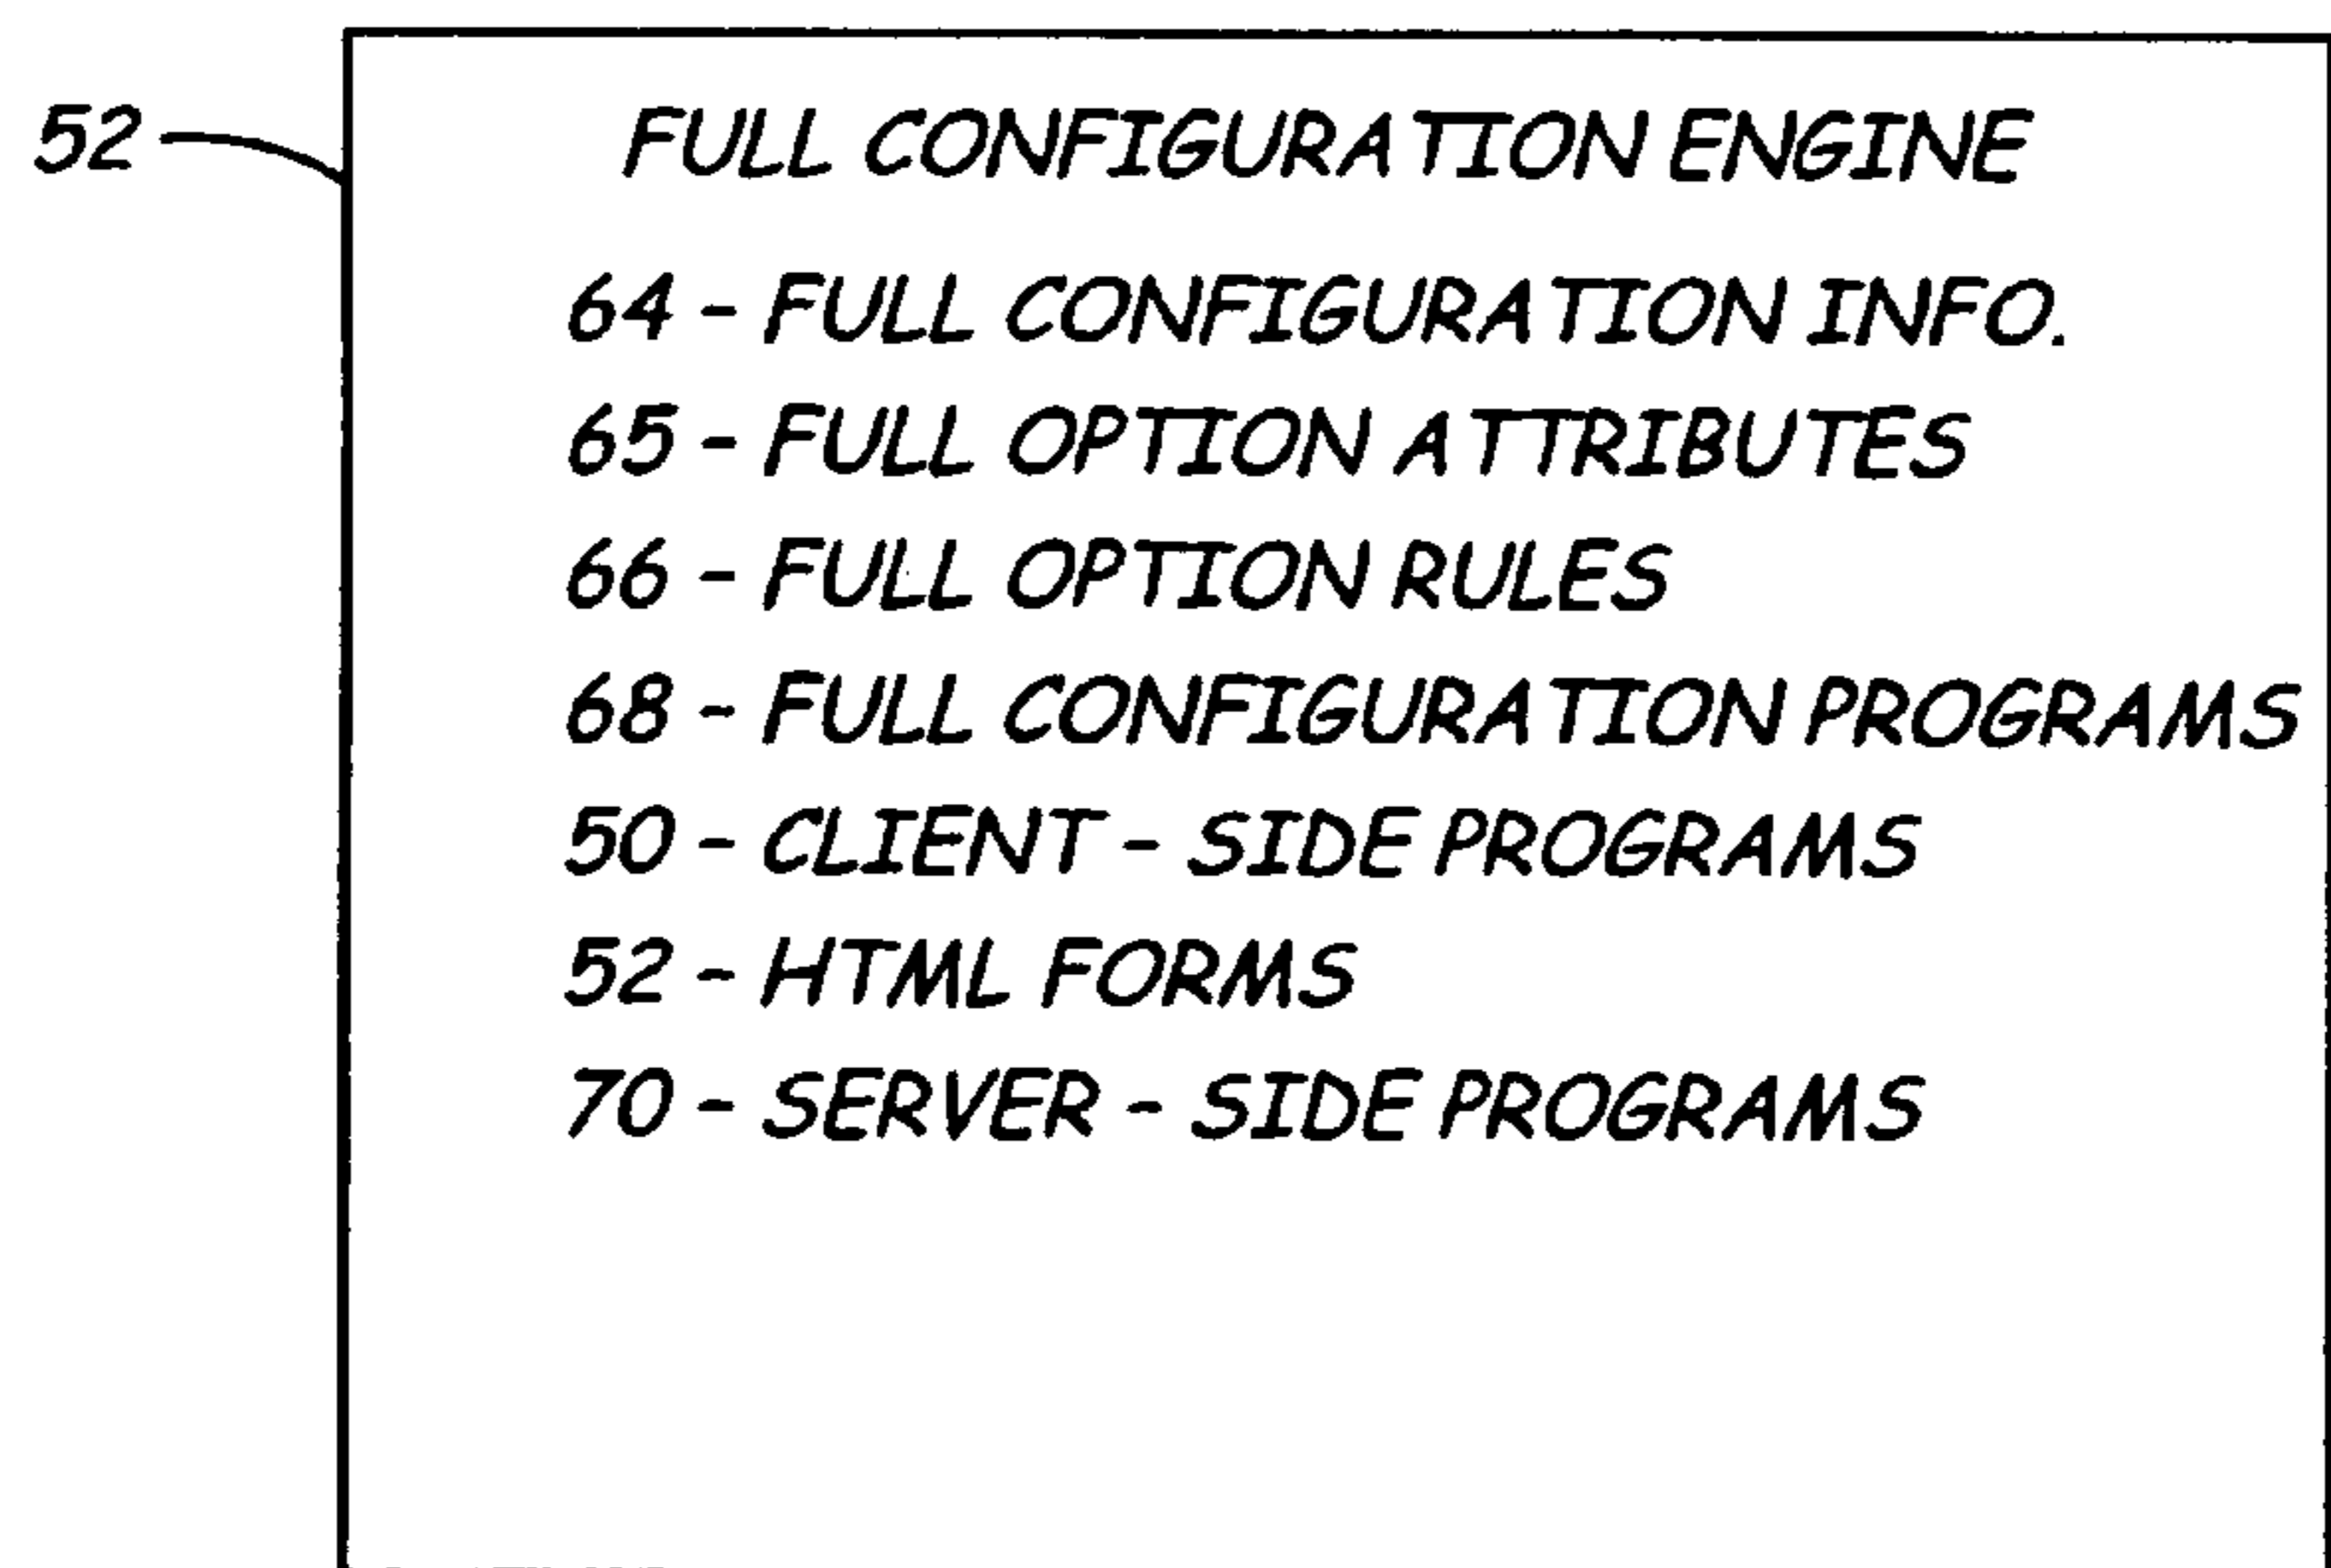 52
FULL CONFIGURATION ENGINE
64 - FULL CONFIGURATION INFO.
65 - FULL OPTION ATTRIBUTES
66 - FULL OPTION RULES
68 - FULL CONFIGURATION PROGRAMS
50 - CLIENT - SIDE PROGRAMS
52 - HTML FORMS
70 - SERVER - SIDE PROGRAMS